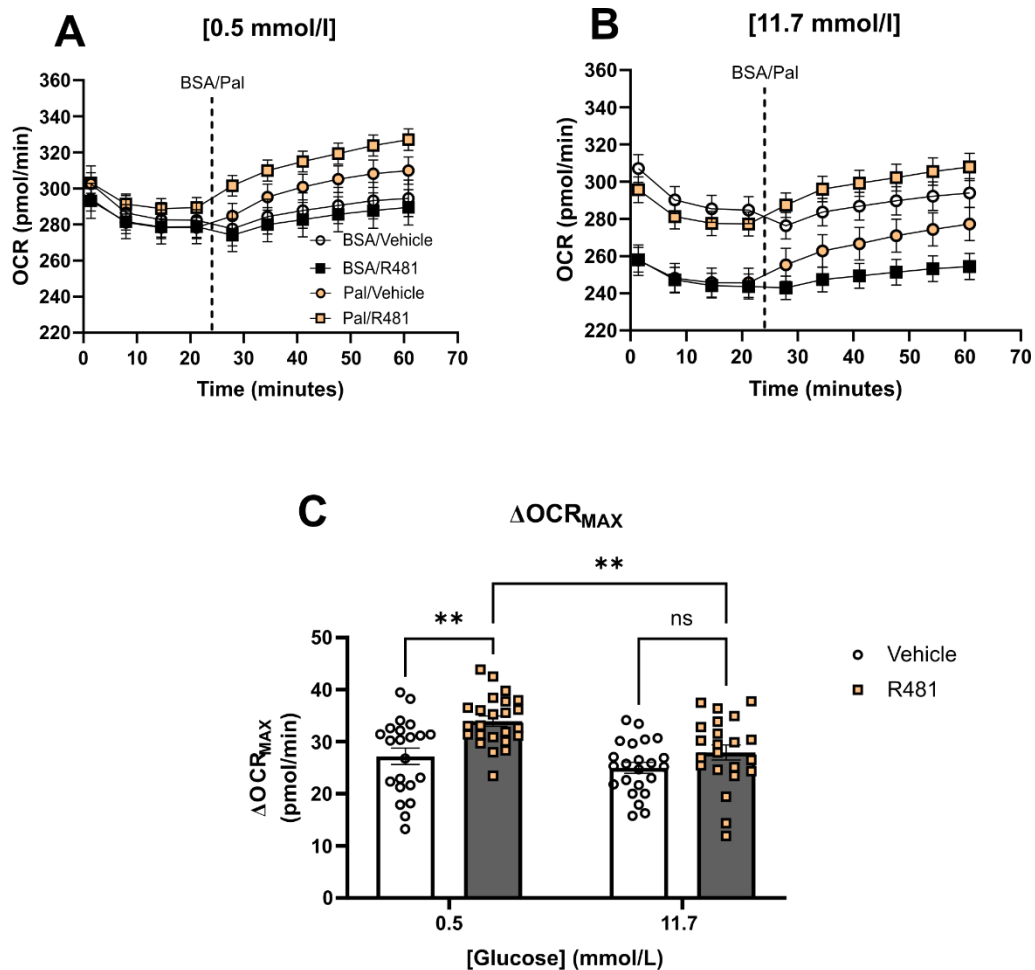 A
[0.5 mmol/l]
BSA/Pal
OCR (pmol/min)
360
340
320
300
280
260
240
220
BSA/Vehicle
BSA/R481
Pal/Vehicle
Pal/R481
0 10 20 30 40 50 60 70
Time (minutes)
B
[11.7 mmol/l]
BSA/Pal
OCR (pmol/min)
360
340
320
300
280
260
240
220
0 10 20 30 40 50 60 70
Time (minutes)
C
ΔOCRMAX
**
**
ns
ΔOCRMAX
(pmol/min)
50
40
30
20
10
0
Vehicle
R481
0.5 11.7
[Glucose] (mmol/L)